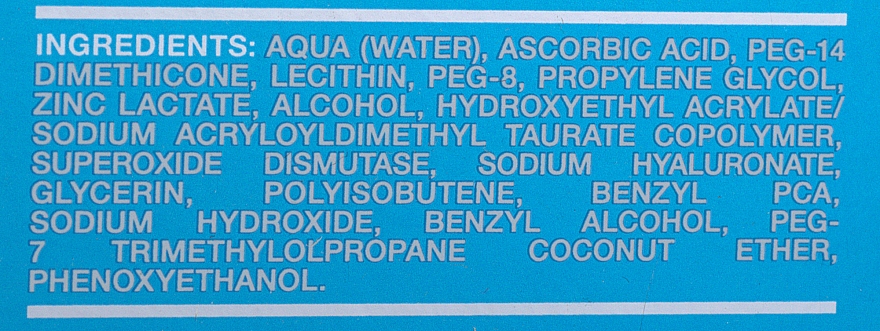 INGREDIENTS: AQUA (WATER), ASCORBIC ACID, PEG-14
DIMETHICONE, LECITHIN, PEG-8, PROPYLENE GLYCOL,
ZINC LACTATE, ALCOHOL, HYDROXYETHYL ACRYLATE/
SODIUM ACRYLOYLDIMETHYL TAURATE COPOLYMER,
SUPEROXIDE DISMUTASE, SODIUM HYALURONATE,
GLYCERIN, POLYISOBUTENE, BENZYL PCA,
SODIUM HYDROXIDE, BENZYL ALCOHOL, PEG-
7 TRIMETHYLOLPROPANE COCONUT ETHER,
PHENOXYETHANOL.